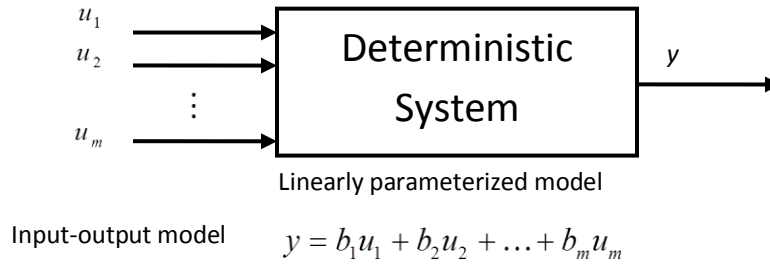 u₁
u₂
⋮
uₘ
Deterministic
System
y
Linearly parameterized model
Input-output model
y = b₁u₁ + b₂u₂ + … + bₘuₘ